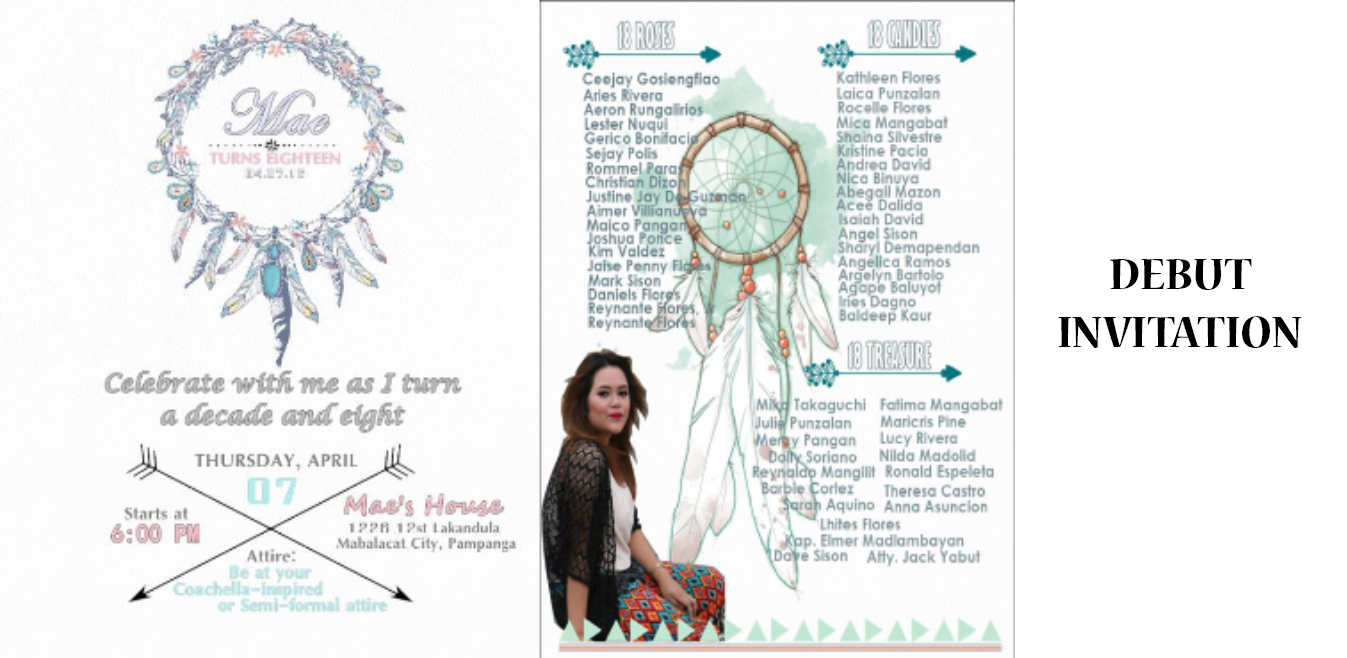 Mae
TURNS EIGHTEEN
Celebrate with me as I turn
a decade and eight
THURSDAY, APRIL
07
Starts at
6:00 PM
Mae's House
Lakandula
Mabalacat City, Pampanga
Attire:
Be at your
Coachella-inspired
or Semi-formal attire
18 ROSES
Ceejay Gosiengfiao
Aries Rivera
Aeron Rungalirios
Lester Nuqui
Gerico Bonifacio
Sejay Polis
Rommel Paras
Christian Dizon
Justine Jay De Guzman
Aimer Villianueva
Maico Pangan
Joshua Ponce
Kim Valdez
Jaise Penny Flores
Mark Sison
Daniels Flores
Reynante Flores, Jr
Reynante Flores
18 CANDLES
Kathleen Flores
Laica Punzalan
Rocelle Flores
Mica Mangabat
Shaina Silvestre
Kristine Pacia
Andrea David
Nica Binuya
Abegail Mazon
Acee Dalida
Isaiah David
Angel Sison
Sharyl Demapendan
Angelica Ramos
Argelyn Bartolo
Agape Baluyot
Iries Dagno
Baldeep Kaur
18 TREASURE
Mika Takaguchi Fatima Mangabat
Julie Punzalan Maricris Pine
Mercy Pangan Lucy Rivera
Dolly Soriano Nilda Madolid
Reynaldo Mangilit Ronald Espeleta
Barbie Cortez Theresa Castro
Sarah Aquino Anna Asuncion
Lhites Flores
Kap. Elmer Madlambayan
Dave Sison Atty. Jack Yabut
DEBUT
INVITATION